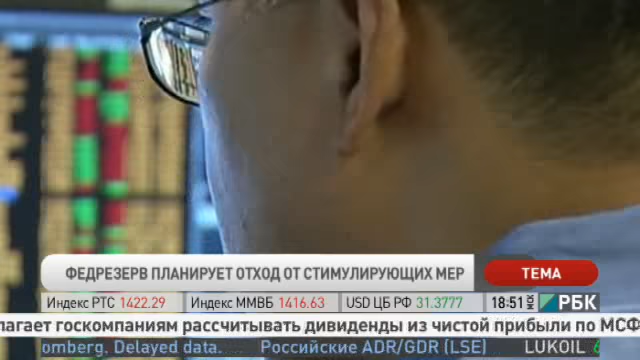 ФЕДРЕЗЕРВ ПЛАНИРУЕТ ОТХОД ОТ СТИМУЛИРУЮЩИХ МЕР ТЕМА
Индекс РТС 1422.29 Индекс ММВБ 1416.63 USD ЦБ РФ 31.3777 18:51 МСК РБК
лагает госкомпаниям рассчитывать дивиденды из чистой прибыли по МСФ
omberg. Delayed data. Российские ADR/GDR (LSE) LUKOIL 6